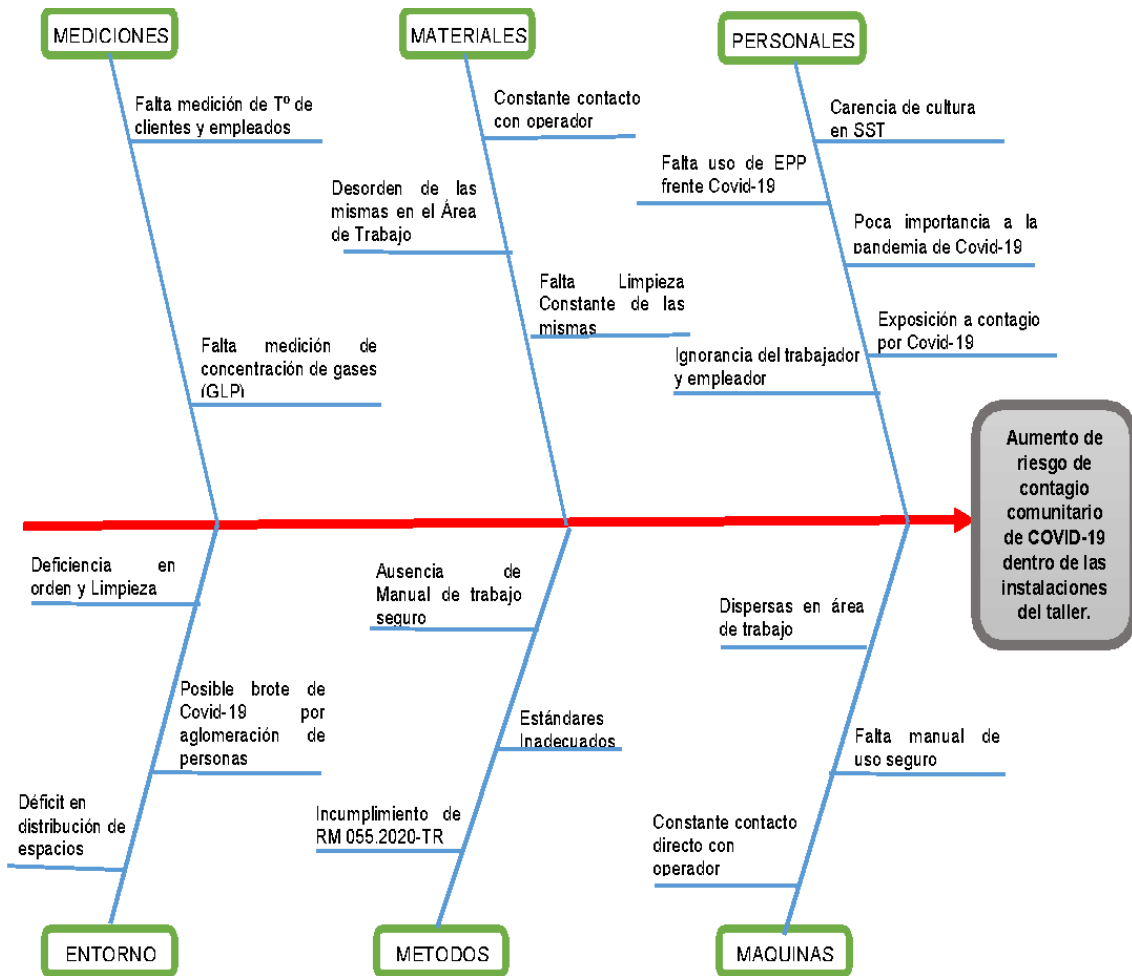 MEDICIONES
MATERIALES
PERSONALES
Falta medición de Tº de
clientes y empleados
Falta medición de
concentración de gases
(GLP)
Constante contacto
con operador
Desorden de las
mismas en el Área
de Trabajo
Falta Limpieza
Constante de las
mismas
Carencia de cultura
en SST
Falta uso de EPP
frente Covid-19
Poca importancia a la
pandemia de Covid-19
Exposición a contagio
por Covid-19
Ignorancia del trabajador
y empleador
Aumento de
riesgo de
contagio
comunitario
de COVID-19
dentro de las
instalaciones
del taller.
Deficiencia en
orden y Limpieza
Posible brote de
Covid-19 por
aglomeración de
personas
Déficit en
distribución de
espacios
Ausencia de
Manual de trabajo
seguro
Estándares
Inadecuados
Incumplimiento de
RM 055.2020-TR
Dispersas en área
de trabajo
Falta manual de
uso seguro
Constante contacto
directo con
operador
ENTORNO
METODOS
MAQUINAS